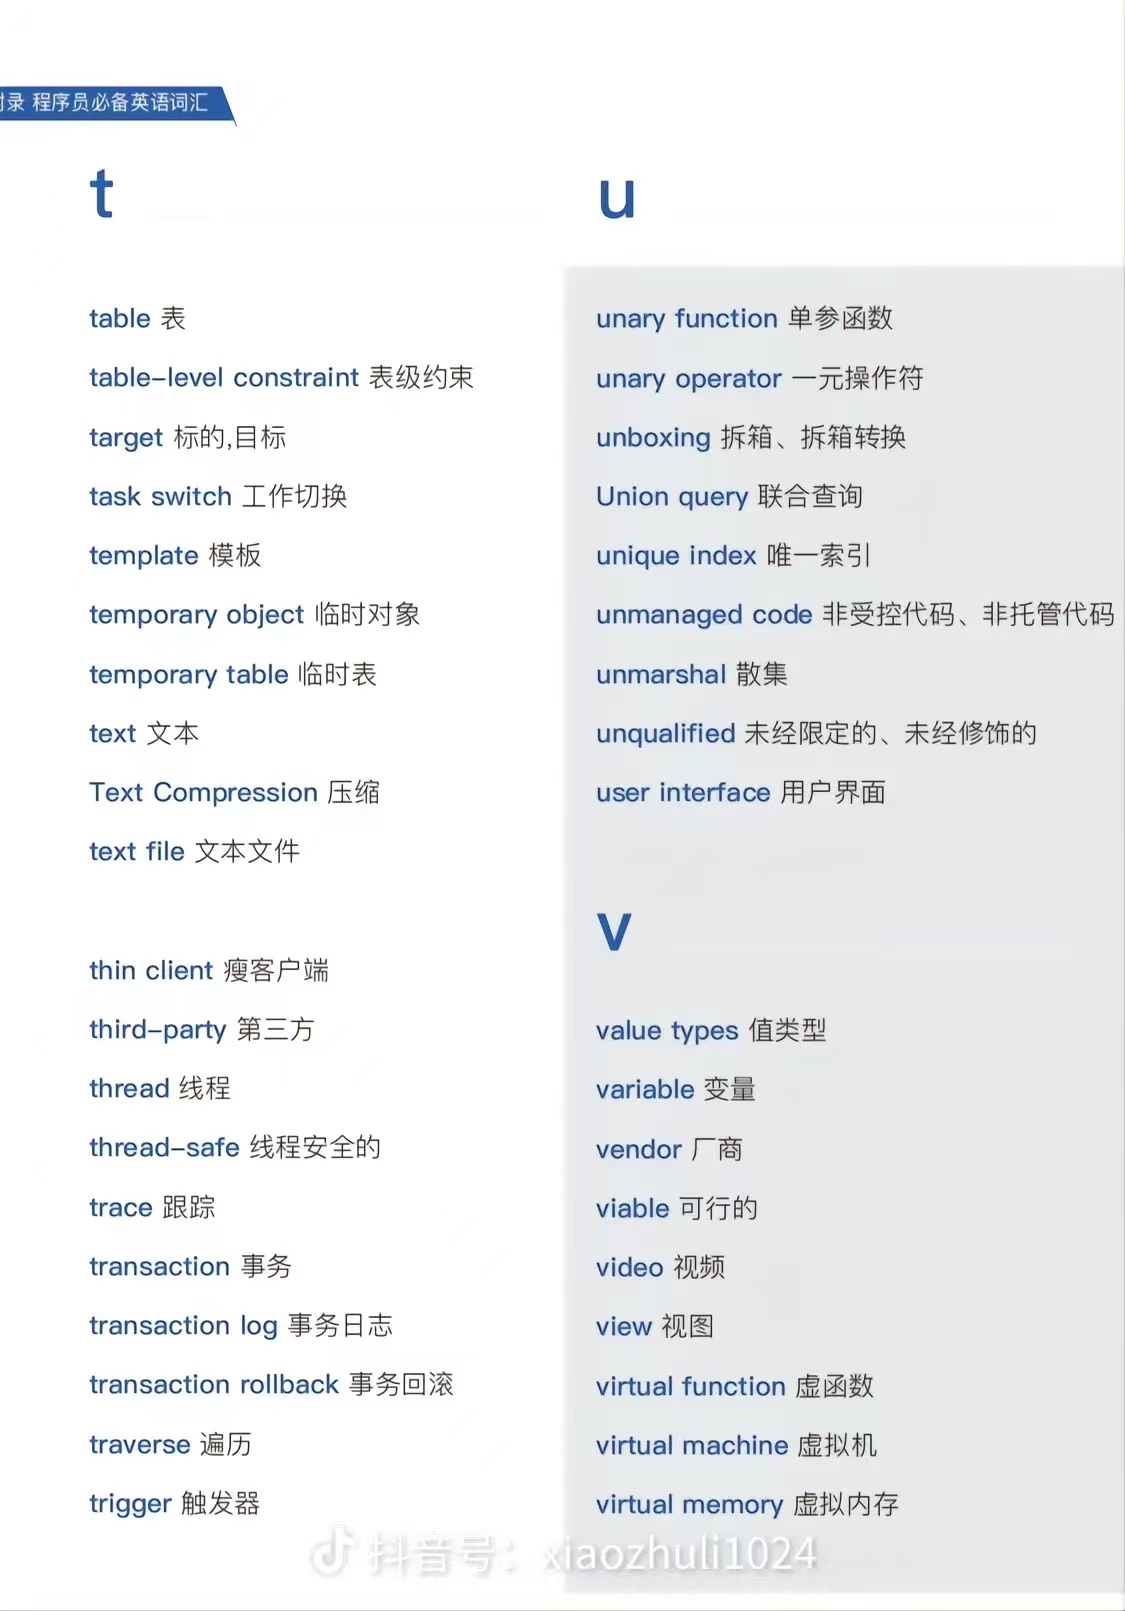 录 程序员必备英语词汇
t
table 表
table-level constraint 表级约束
target 标的,目标
task switch 工作切换
template 模板
temporary object 临时对象
temporary table 临时表
text 文本
Text Compression 压缩
text file 文本文件
thin client 瘦客户端
third-party 第三方
thread 线程
thread-safe 线程安全的
trace 跟踪
transaction 事务
transaction log 事务日志
transaction rollback 事务回滚
traverse 遍历
trigger 触发器
u
unary function 单参函数
unary operator 一元操作符
unboxing 拆箱、拆箱转换
Union query 联合查询
unique index 唯一索引
unmanaged code 非受控代码、非托管代码
unmarshal 散集
unqualified 未经限定的、未经修饰的
user interface 用户界面
v
value types 值类型
variable 变量
vendor 厂商
viable 可行的
video 视频
view 视图
virtual function 虚函数
virtual machine 虚拟机
virtual memory 虚拟内存
抖音号：xiaozhuli1024